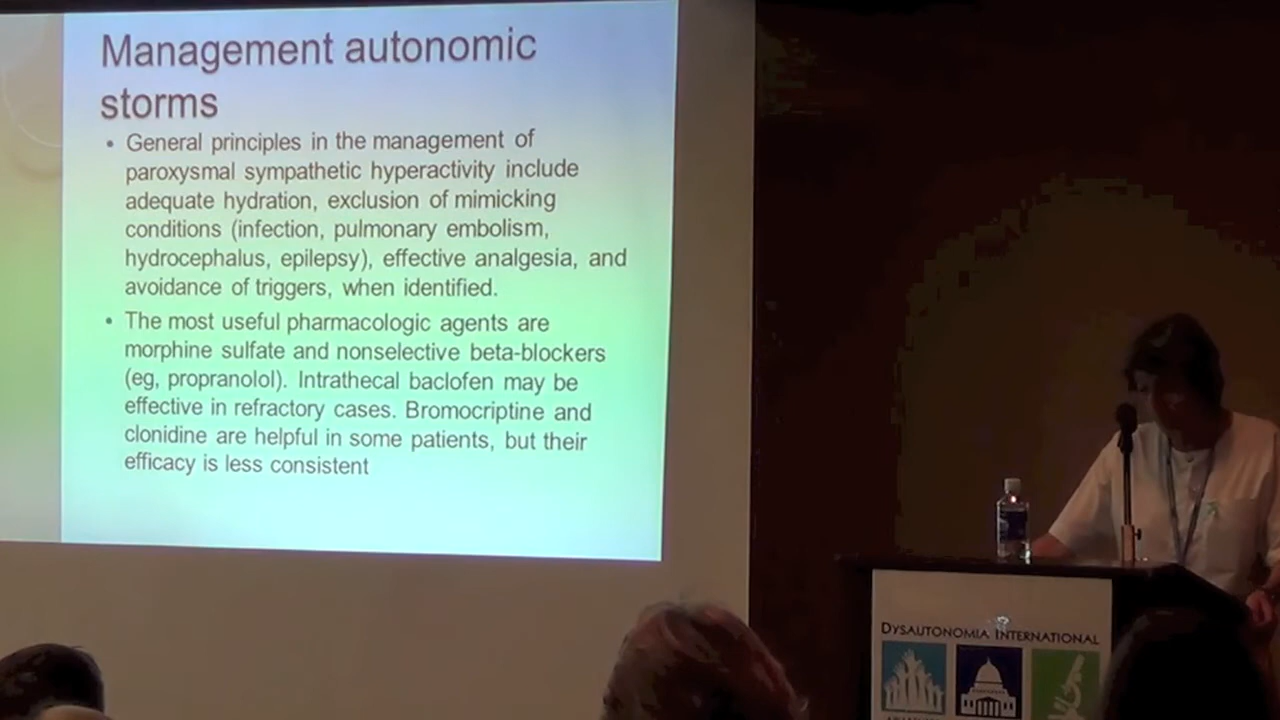 Management autonomic
storms
• General principles in the management of
paroxysmal sympathetic hyperactivity include
adequate hydration, exclusion of mimicking
conditions (infection, pulmonary embolism,
hydrocephalus, epilepsy), effective analgesia, and
avoidance of triggers, when identified.
• The most useful pharmacologic agents are
morphine sulfate and nonselective beta-blockers
(eg, propranolol). Intrathecal baclofen may be
effective in refractory cases. Bromocriptine and
clonidine are helpful in some patients, but their
efficacy is less consistent
DYSAUTONOMIA INTERNATIONAL